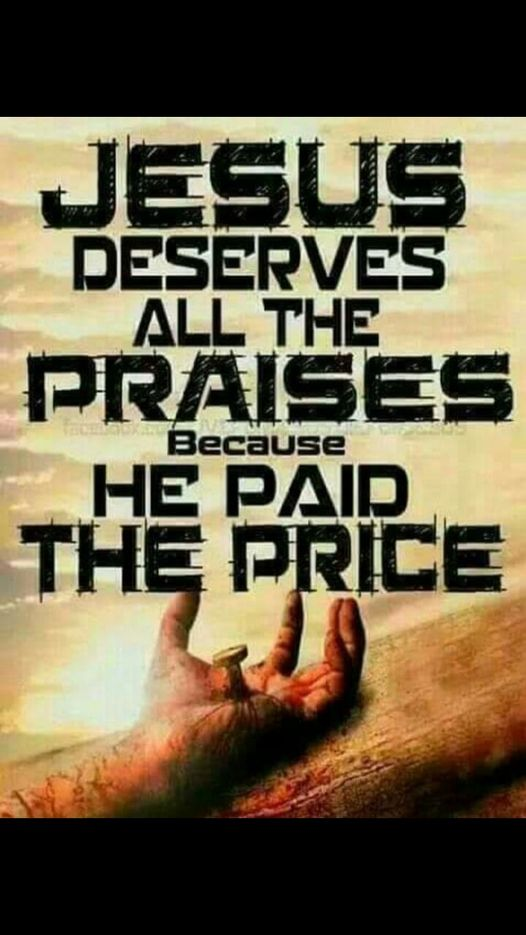 JESUS
DESERVES
ALL THE
PRAISES
Because
HE PAID
THE PRICE